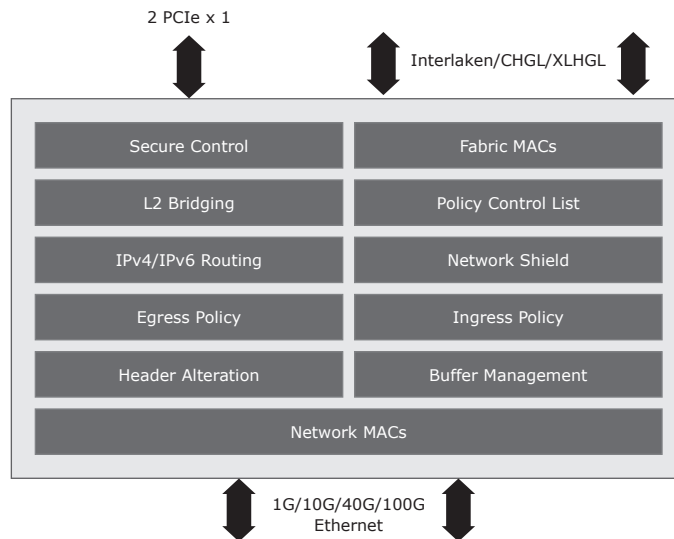 2 PCIe x 1
Interlaken/CHGL/XLHGL
Secure Control
Fabric MACs
L2 Bridging
Policy Control List
IPv4/IPv6 Routing
Network Shield
Egress Policy
Ingress Policy
Header Alteration
Buffer Management
Network MACs
1G/10G/40G/100G
Ethernet